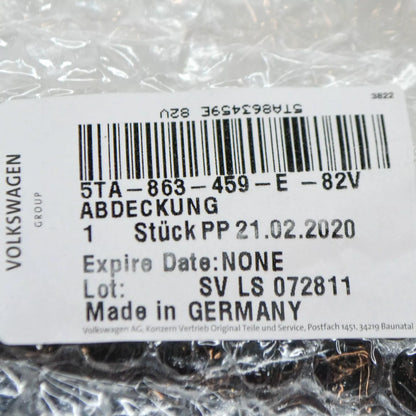 3822
5TA863459E 82V
VOLKSWAGEN
GROUP
5TA-863-459-E -82V
ABDECKUNG
1 Stück PP 21.02.2020
Expire Date: NONE
Lot: SV LS 072811
Made in GERMANY
Volkswagen AG, Konzern Vertrieb Original Teile und Service, Postfach 1451, 34219 Baunatal